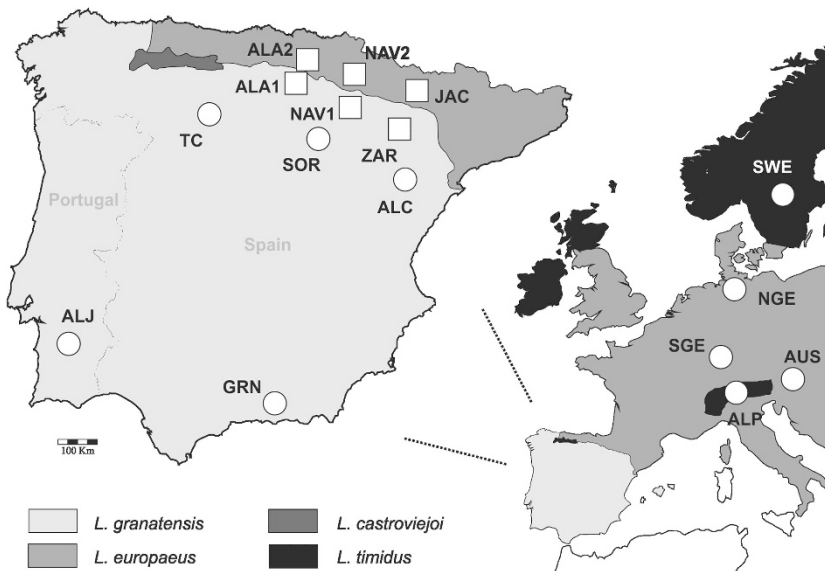 ALA2
NAV2
ALA1
JAC
NAV1
TC
SOR
ZAR
ALC
SWE
Portugal
Spain
NGE
ALJ
SGE
AUS
GRN
ALP
100 Km
L. granatensis
L. castroviejoi
L. europaeus
L. timidus